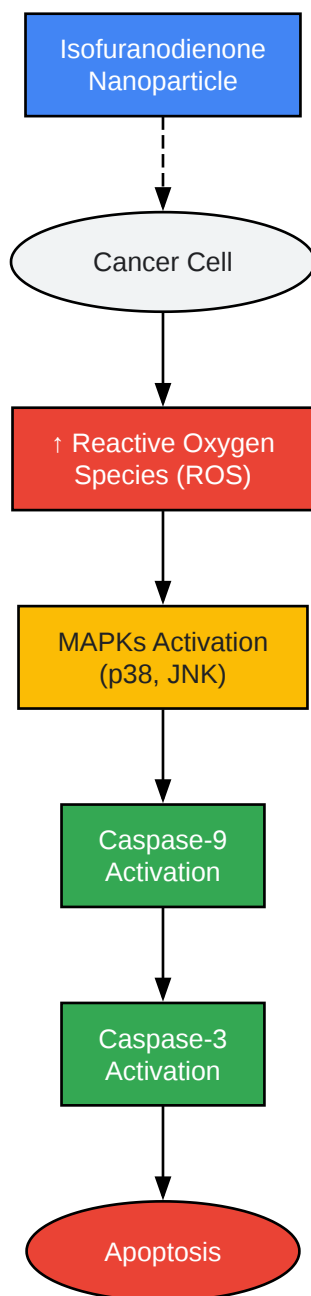 Isofuranodienone
Nanoparticle
Cancer Cell
↑ Reactive Oxygen
Species (ROS)
MAPKs Activation
(p38, JNK)
Caspase-9
Activation
Caspase-3
Activation
Apoptosis